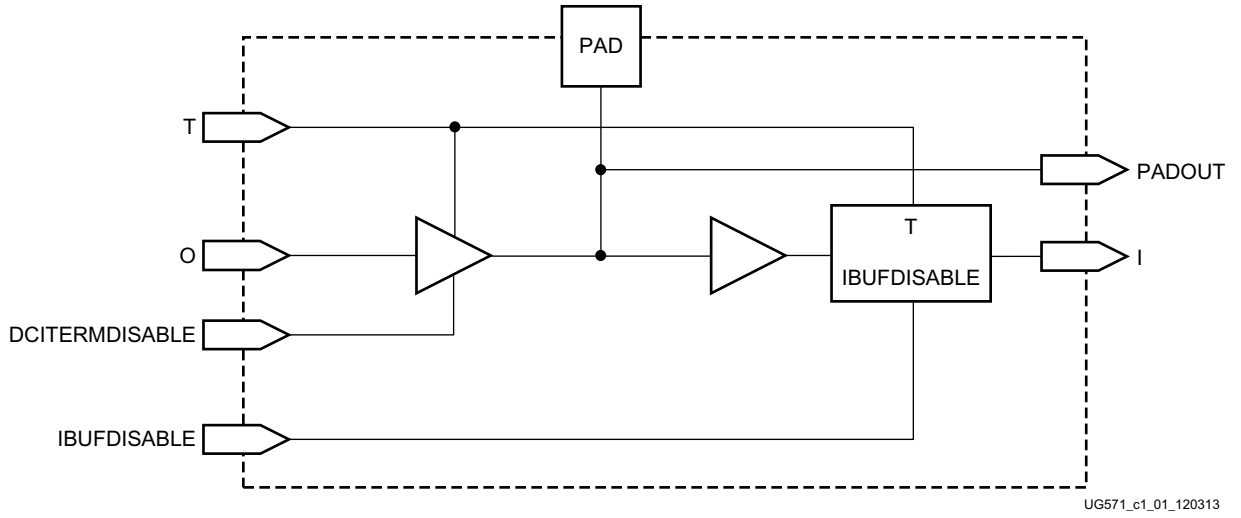 PAD
T
PADOUT
T
O
I
IBUFDISABLE
DCITERMDISABLE
IBUFDISABLE
UG571_c1_01_120313